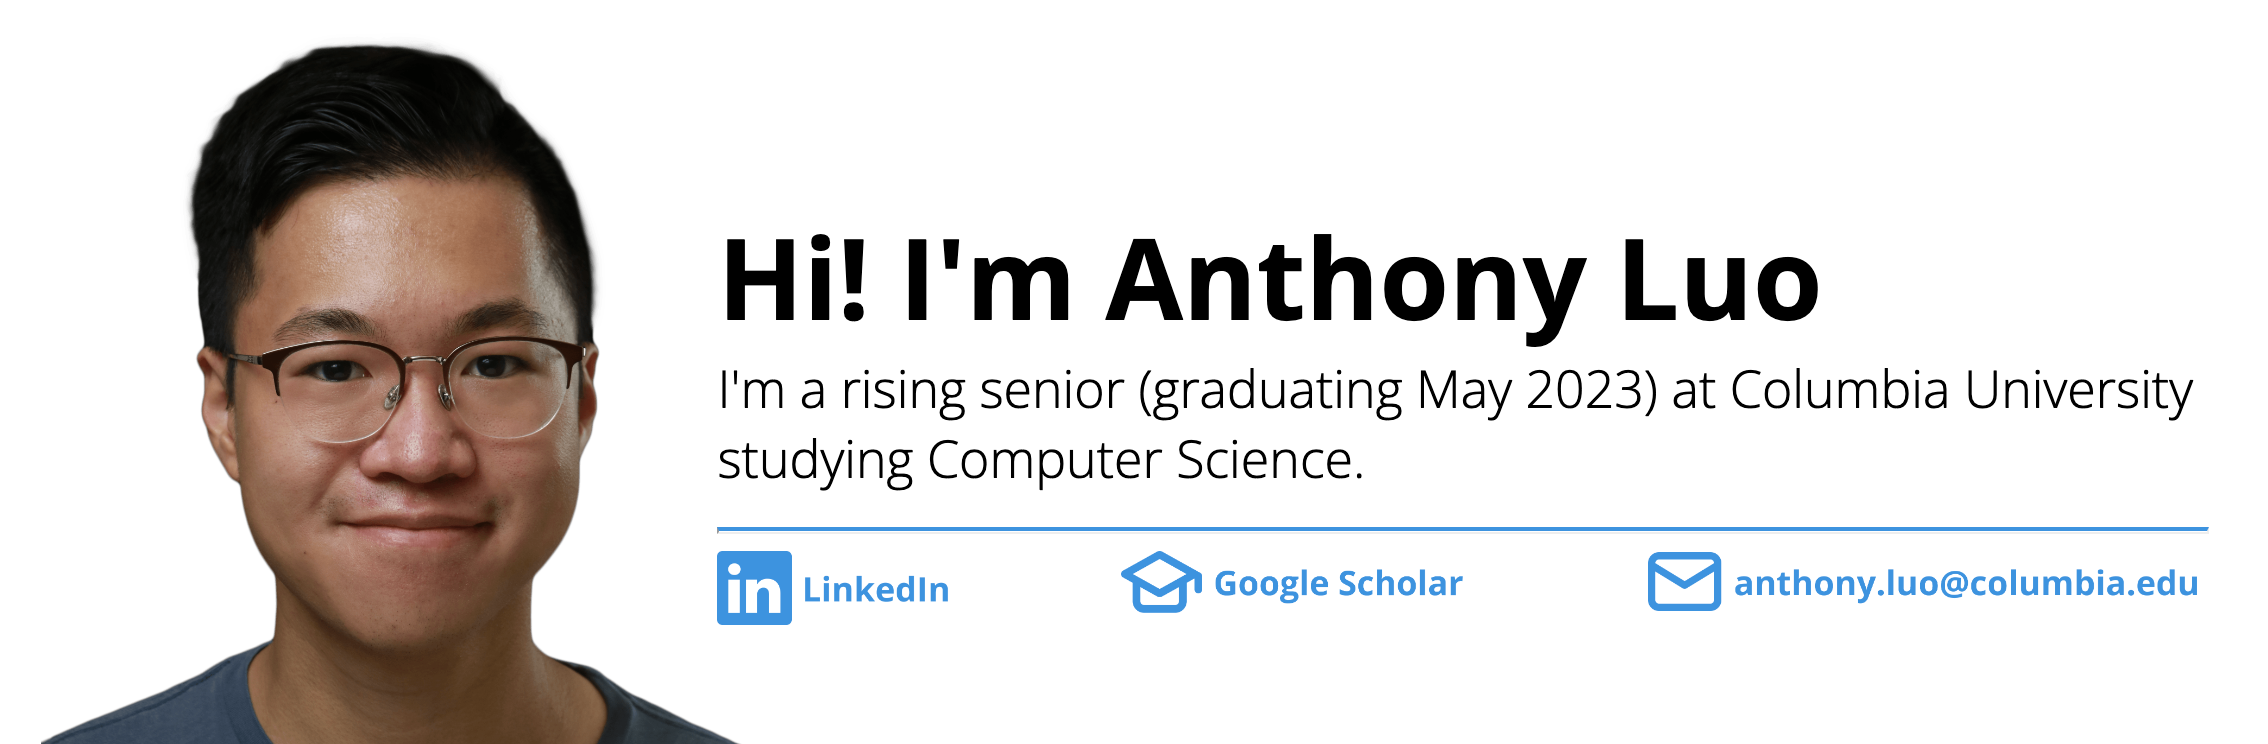 Hi! I'm Anthony Luo
I'm a rising senior (graduating May 2023) at Columbia University
studying Computer Science.
in LinkedIn Google Scholar anthony.luo@columbia.edu